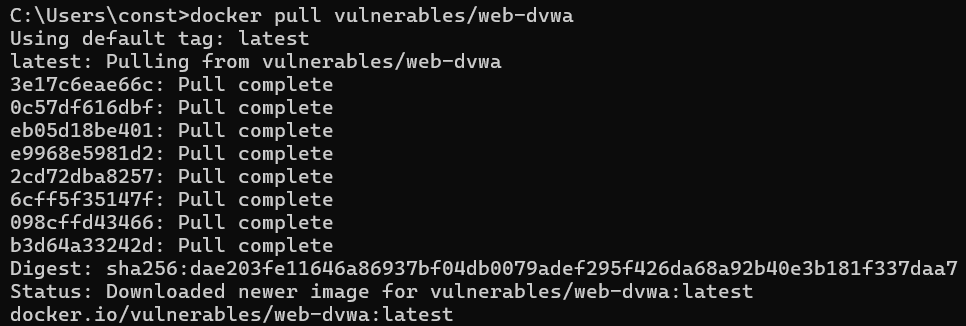 C:\Users\const>docker pull vulnerables/web-dvwa
Using default tag: latest
latest: Pulling from vulnerables/web-dvwa
3e17c6eae66c: Pull complete
0c57df616dbf: Pull complete
eb05d18be401: Pull complete
e9968e5981d2: Pull complete
2cd72dba8257: Pull complete
6cff5f35147f: Pull complete
098cffd43466: Pull complete
b3d64a33242d: Pull complete
Digest: sha256:dae203fe11646a86937bf04db0079adef295f426da68a92b40e3b181f337daa7
Status: Downloaded newer image for vulnerables/web-dvwa:latest
docker.io/vulnerables/web-dvwa:latest